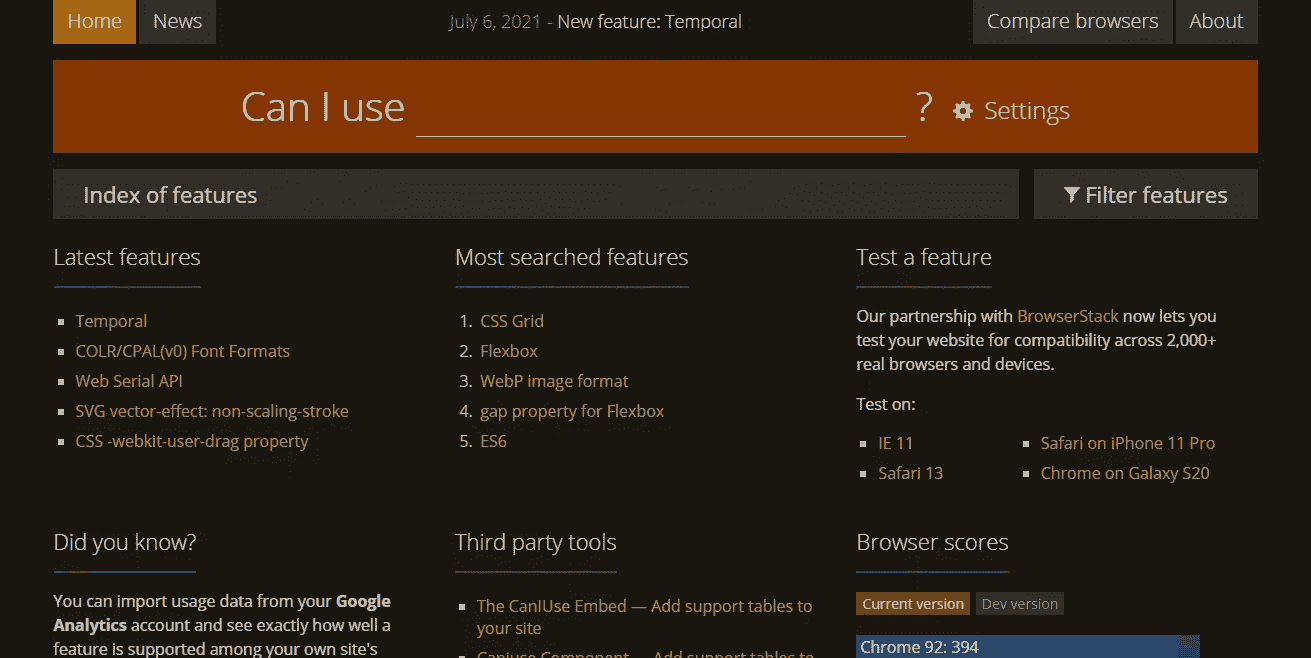 Home News July 6, 2021 - New feature: Temporal Compare browsers About
Can I use ? Settings
Index of features Filter features
Latest features
Temporal
COLR/CPAL(v0) Font Formats
Web Serial API
SVG vector-effect: non-scaling-stroke
CSS -webkit-user-drag property
Most searched features
1. CSS Grid
2. Flexbox
3. WebP image format
4. gap property for Flexbox
5. ES6
Test a feature
Our partnership with BrowserStack now lets you
test your website for compatibility across 2,000+
real browsers and devices.
Test on:
IE 11
Safari 13
Safari on iPhone 11 Pro
Chrome on Galaxy S20
Did you know?
You can import usage data from your Google
Analytics account and see exactly how well a
feature is supported among your own site's
Third party tools
The CanIUse Embed — Add support tables to
your site
Caniuse Component — Add support tables to
Browser scores
Current version Dev version
Chrome 92: 394